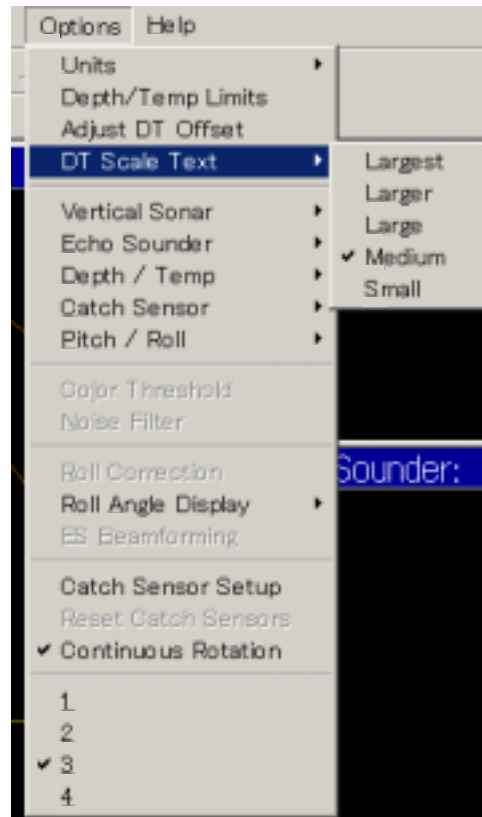 Options Help
Units
Depth/Temp Limits
Adjust DT Offset
DT Scale Text
Largest
Larger
Large
Medium
Small
Vertical Sonar
Echo Sounder
Depth / Temp
Catch Sensor
Pitch / Roll
Color Threshold
Noise Filter
Roll Correction
Sounder:
Roll Angle Display
ES Beamforming
Catch Sensor Setup
Reset Catch Sensors
Continuous Rotation
1
2
3
4